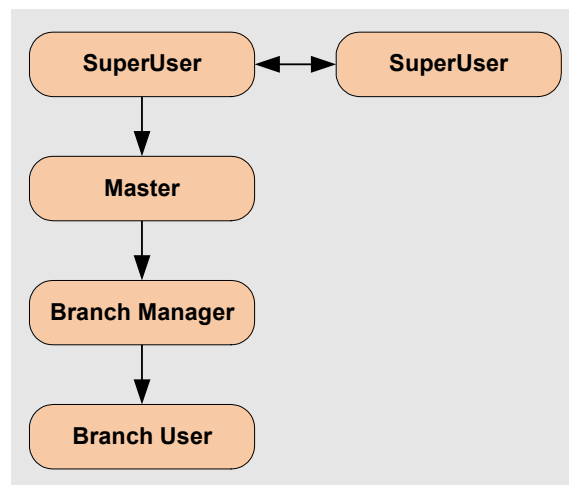 SuperUser
SuperUser
Master
Branch Manager
Branch User